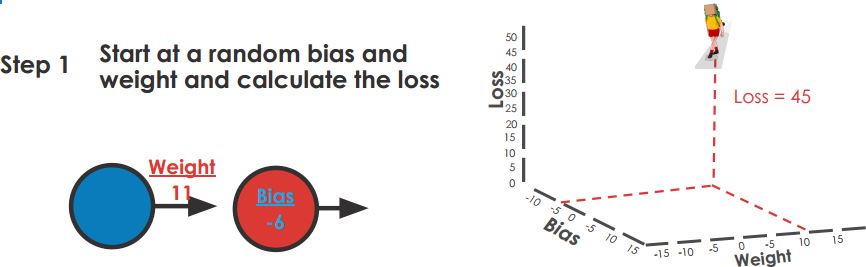 Step 1
Start at a random bias and
weight and calculate the loss
Weight
11
Bias
-6
Loss
50
45
40
35
30
25
20
15
10
5
0
Loss = 45
-10
-5
0
-5
10
15
Bias
-15
-10
-5
0
-5
10
15
Weight